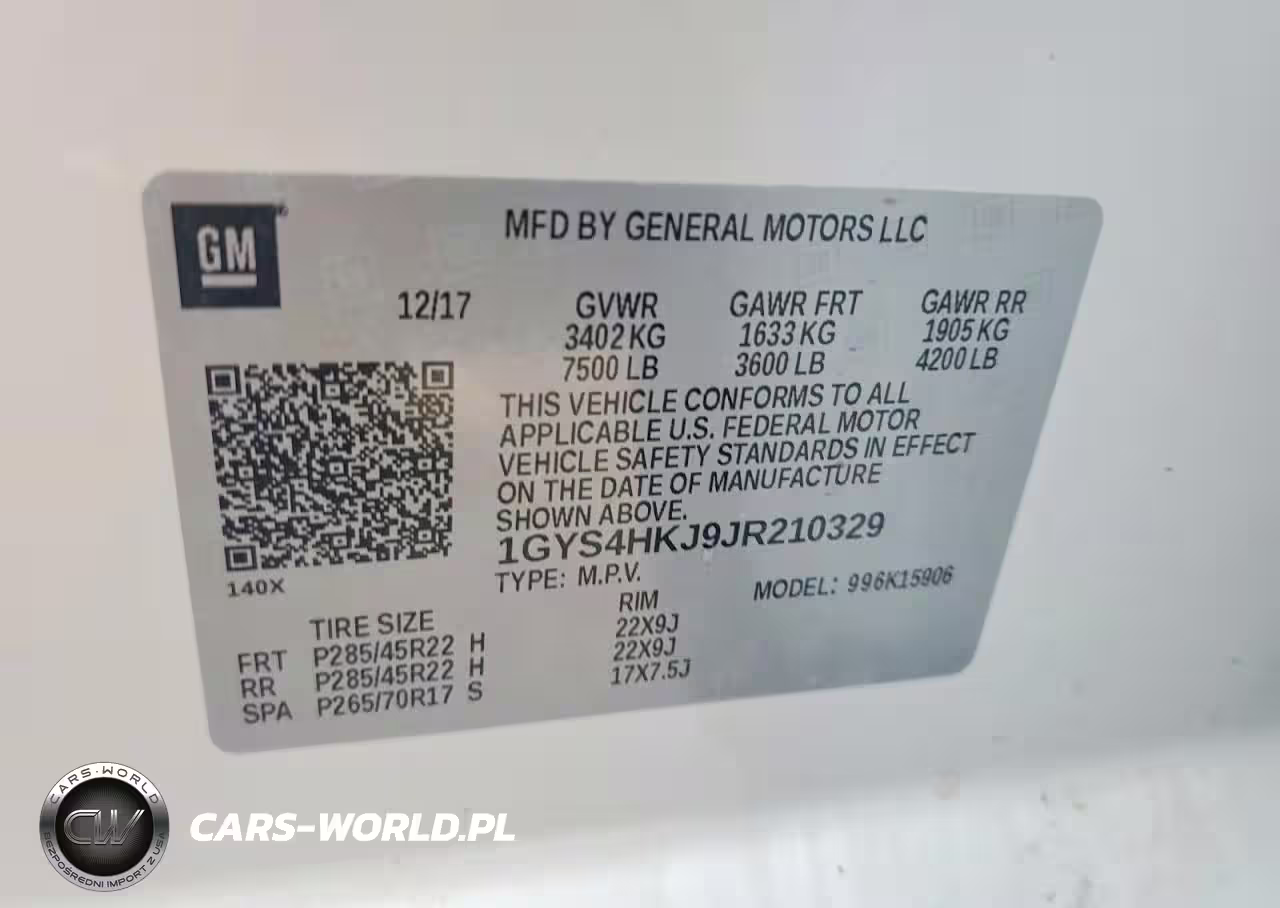 GM
MFD BY GENERAL MOTORS LLC
12/17 GVWR GAWR FRT GAWR RR
3402 KG 1633 KG 1905 KG
7500 LB 3600 LB 4200 LB
THIS VEHICLE CONFORMS TO ALL
APPLICABLE U.S. FEDERAL MOTOR
VEHICLE SAFETY STANDARDS IN EFFECT
ON THE DATE OF MANUFACTURE
SHOWN ABOVE.
1GYS4HKJ9JR210329
140X
TYPE: M.P.V. MODEL: 996K15906
TIRE SIZE RIM
FRT P285/45R22 H 22X9J
RR P285/45R22 H 22X9J
SPA P265/70R17 S 17X7.5J
CARS-WORLD
CW
BEZPOŚREDNI IMPORT Z USA
CARS-WORLD.PL